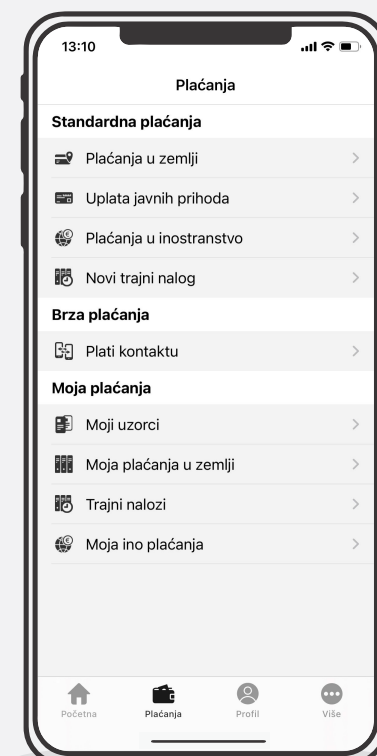 13:10
Plaćanja
Standardna plaćanja
Plaćanja u zemlji
Uplata javnih prihoda
Plaćanja u inostranstvo
Novi trajni nalog
Brza plaćanja
Plati kontaktu
Moja plaćanja
Moji uzorci
Moja plaćanja u zemlji
Trajni nalozi
Moja ino plaćanja
Početna Plaćanja Profil Više